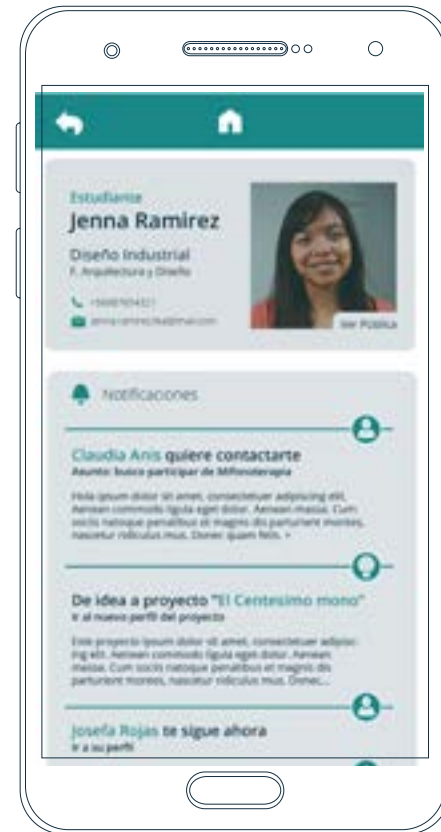 Estudiante
Jenna Ramirez
Diseño Industrial
F. Arquitectura y Diseño
Ver Pública
Notificaciones
Claudia Anis quiere contactarte
Asunto: busco participar de
Hola ipsum dolor sit amet, consectetuer adipiscing elit.
Aenean commodo ligula eget dolor. Aenean massa. Cum
sociis natoque penatibus et magnis dis parturient montes,
nascetur ridiculus mus. Donec quam felis. +
De idea a proyecto "El Centesimo mono"
Ir al nuevo perfil del proyecto
Este proyecto ipsum dolor sit amet, consectetuer adipisc-
ing elit. Aenean commodo ligula eget dolor. Aenean
massa. Cum sociis natoque penatibus et magnis dis
parturient montes, nascetur ridiculus mus. Donec...
Josefa Rojas te sigue ahora
Ir a su perfil